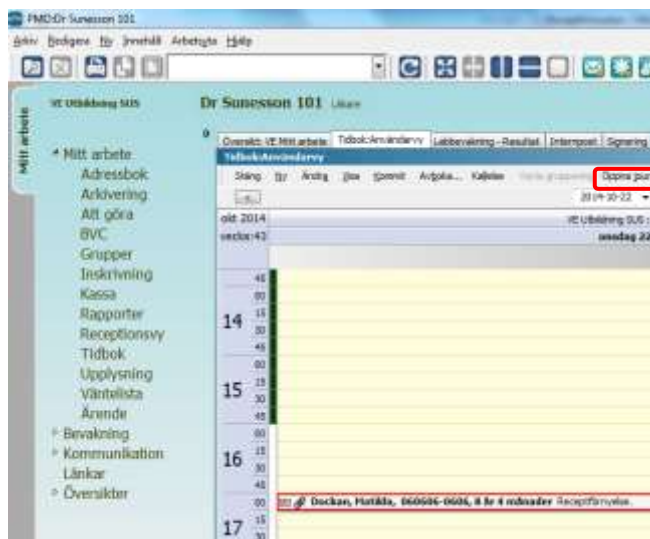 PMO:Dr Sunesson 101
Arkiv Redigera Ny Innehåll Arbetsyta Hjälp
Mitt arbete
VE Utbildning SUS
Dr Sunesson 101 Läkare
Översikt: VE Mitt arbete Tidbok:Användarvy Labbevakning - Resultat Internpost Signering
Tidbok:Användarvy
Stäng Ny Ändra Visa Kommit Avboka... Kallelse Öppna jour
2014-10-22
okt 2014
VE Utbildning SUS :
vecka:43
onsdag 22
Mitt arbete
Adressbok
Arkivering
Att göra
BVC
Grupper
Inskrivning
Kassa
Rapporter
Receptionsvy
Tidbok
Upplysning
Väntelista
Ärende
Bevakning
Kommunikation
Länkar
Översikter
45
00
14 15
30
45
00
15 15
30
45
00
16 15
30
45
00 Dockan, Matilda, 060606-0606, 8 år 4 månader Receptförnyelse.
17 15
30